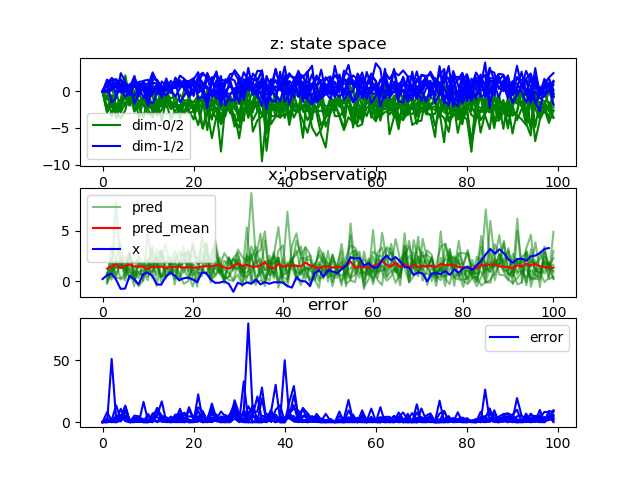 z: state space
0
−5
−10
dim-0/2
dim-1/2
0 20 40 60 80 100
x: observation
5
0
pred
pred_mean
x
0 20 40 60 80 100
error
50
0
error
0 20 40 60 80 100